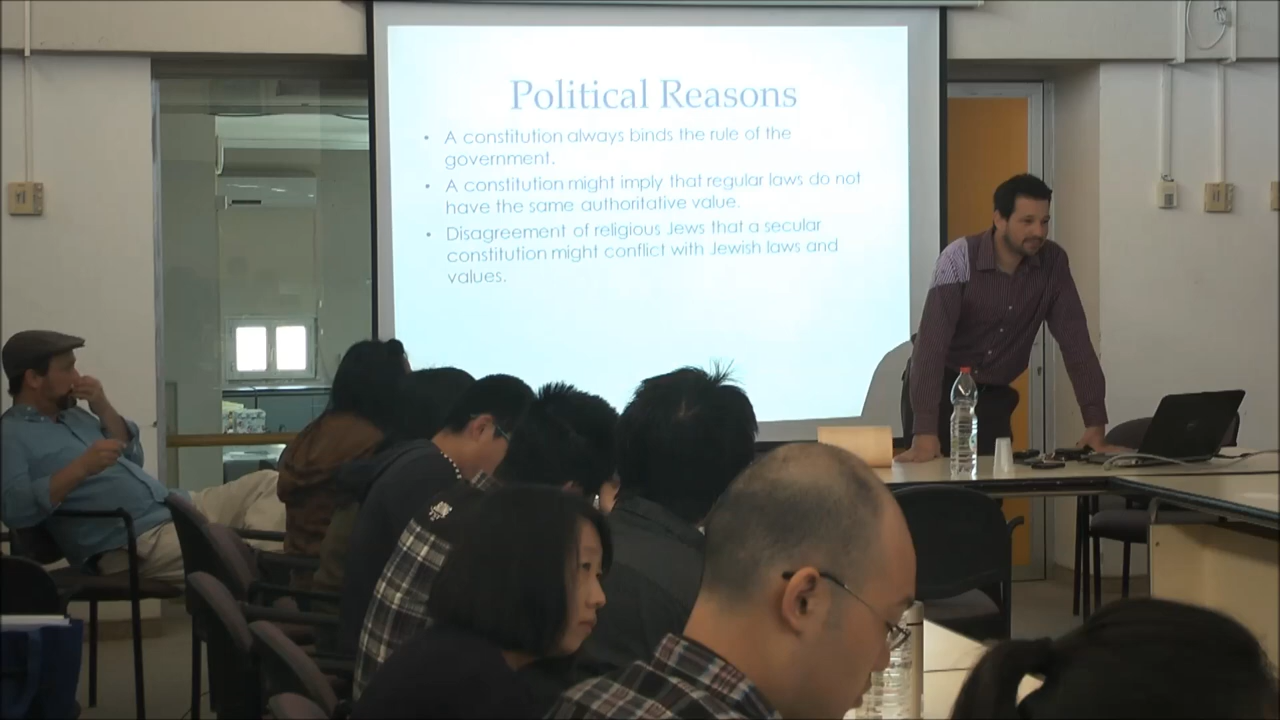 Political Reasons
• A constitution always binds the rule of the
government.
• A constitution might imply that regular laws do not
have the same authoritative value.
• Disagreement of religious Jews that a secular
constitution might conflict with Jewish laws and
values.